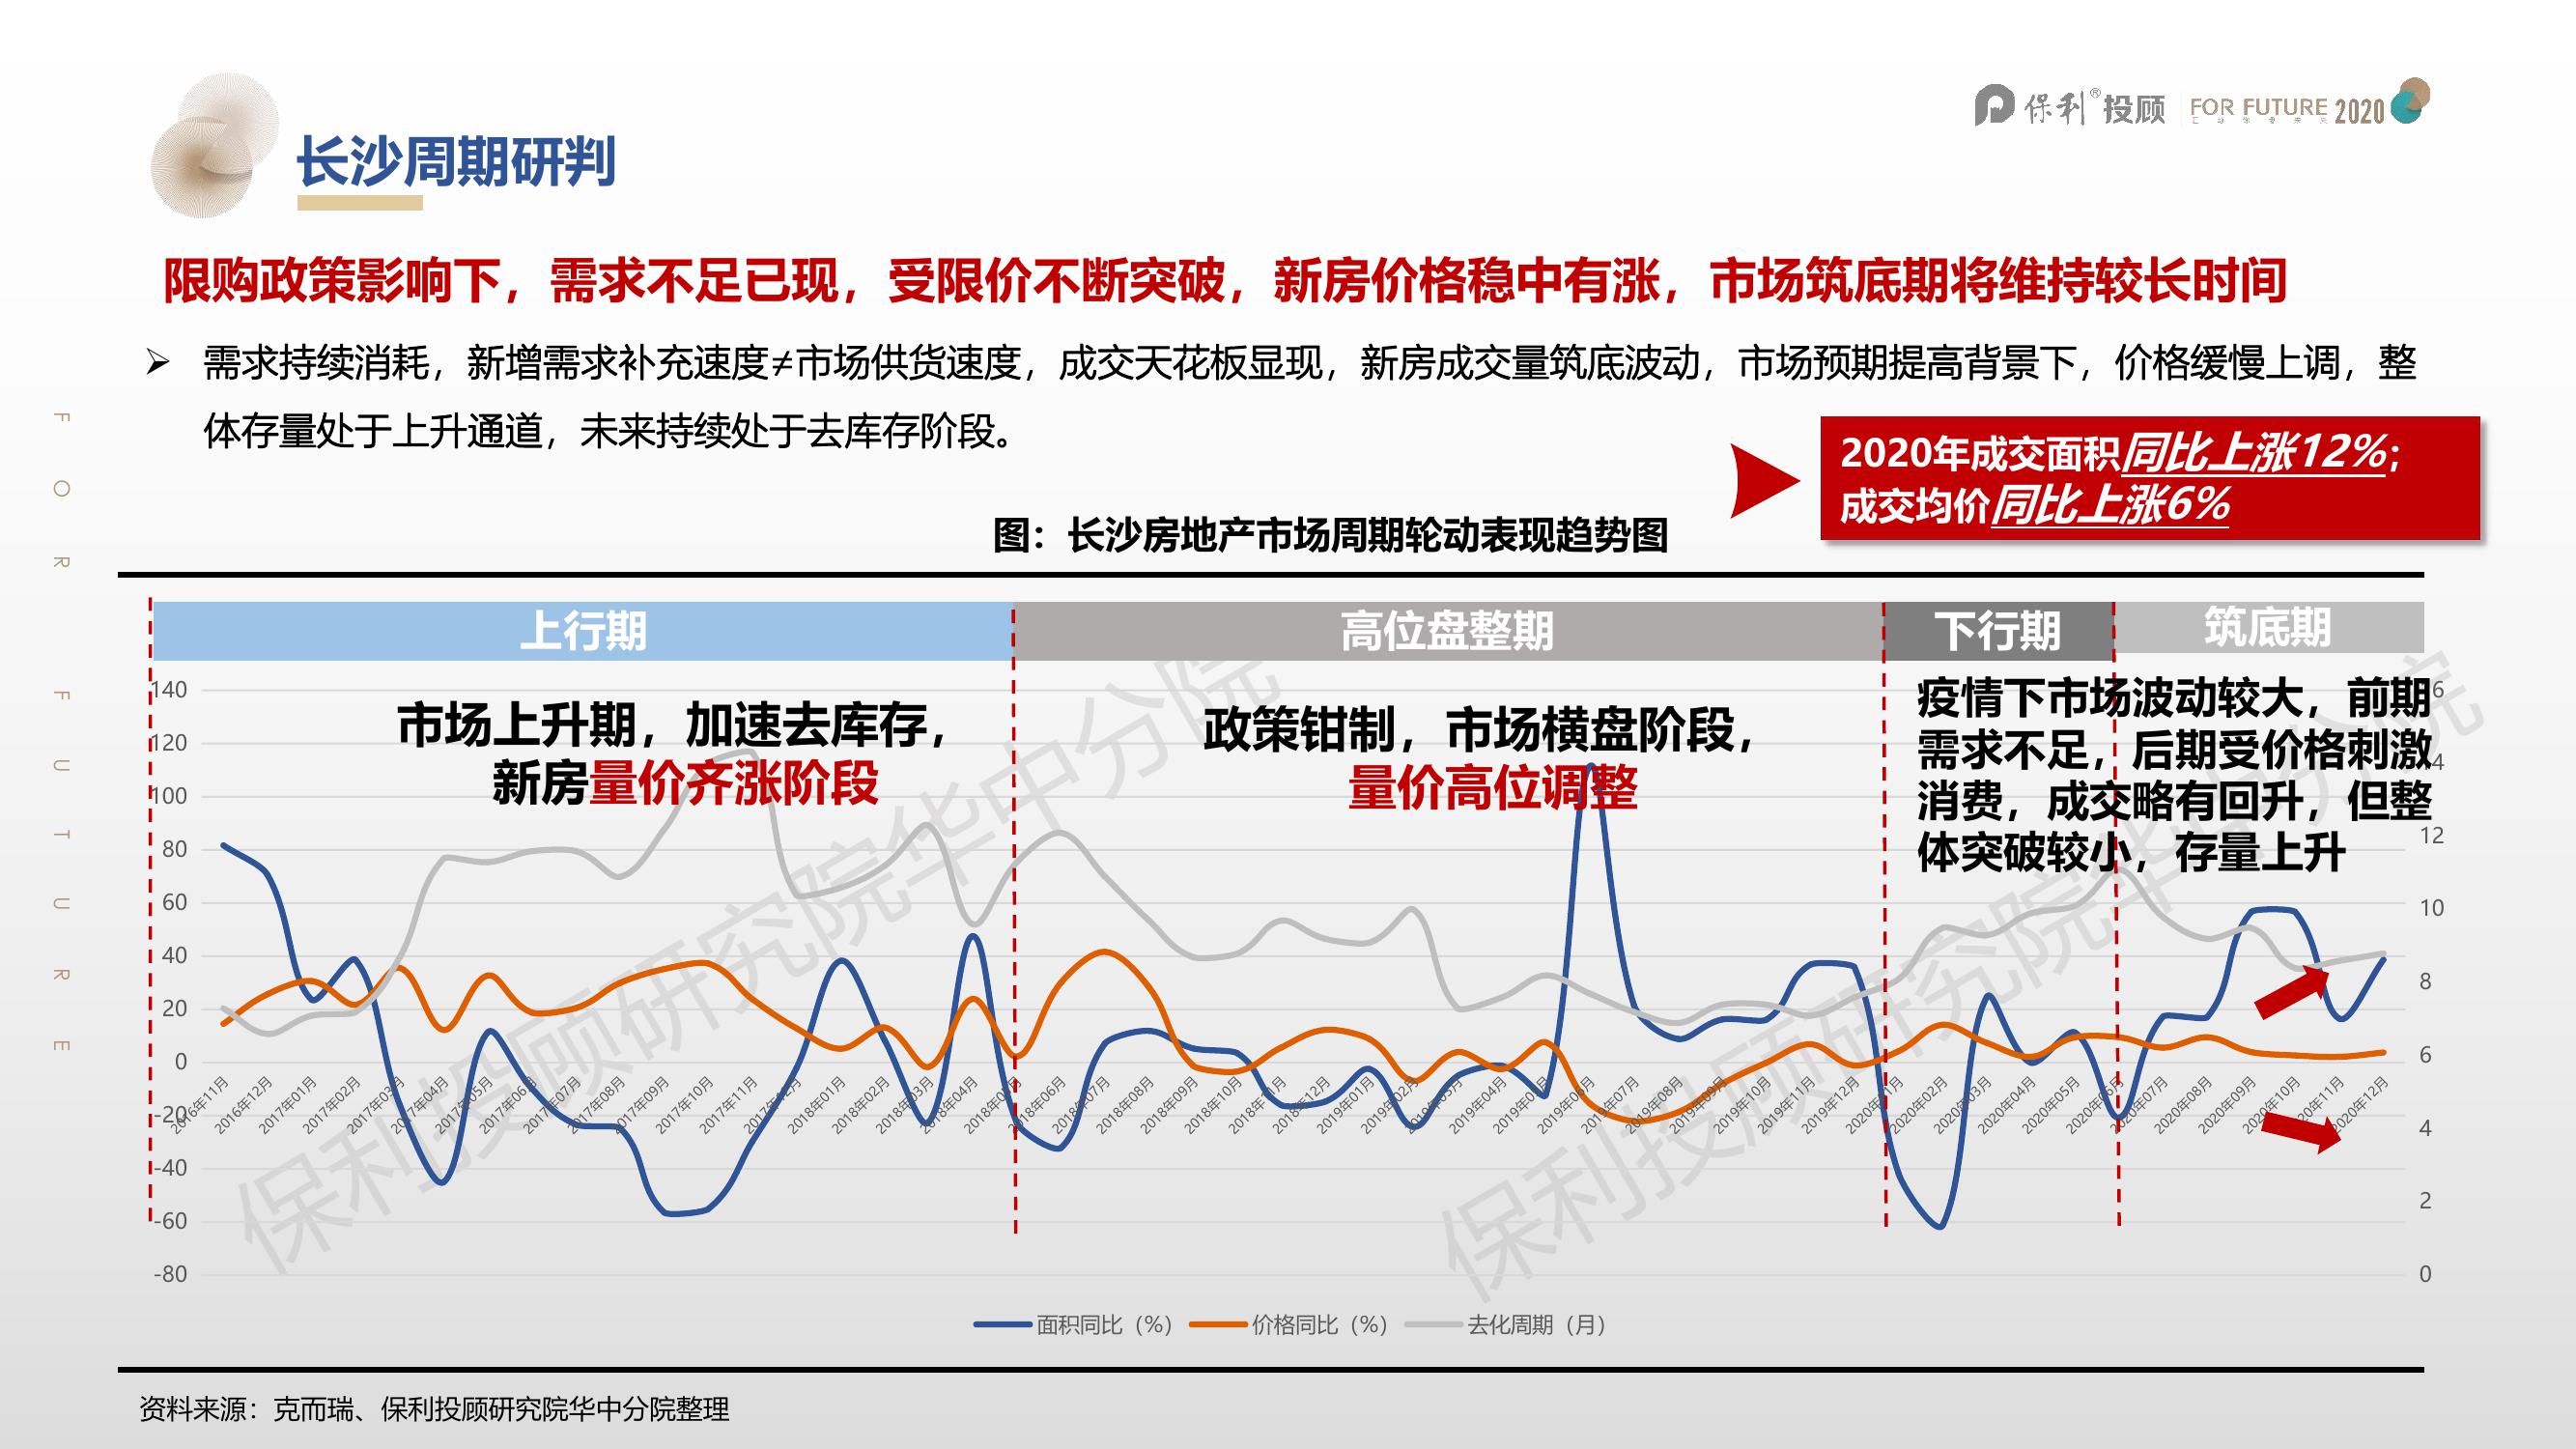 保利®投顾 FOR FUTURE 2020
长沙周期研判
限购政策影响下，需求不足已现，受限价不断突破，新房价格稳中有涨，市场筑底期将维持较长时间
➢ 需求持续消耗，新增需求补充速度≠市场供货速度，成交天花板显现，新房成交量筑底波动，市场预期提高背景下，价格缓慢上调，整
体存量处于上升通道，未来持续处于去库存阶段。
2020年成交面积同比上涨12%；
成交均价同比上涨6%
图：长沙房地产市场周期轮动表现趋势图
FOR FUTURE
上行期 高位盘整期 下行期 筑底期
市场上升期，加速去库存，
新房量价齐涨阶段
政策钳制，市场横盘阶段，
量价高位调整
疫情下市场波动较大，前期
需求不足，后期受价格刺激
消费，成交略有回升，但整
体突破较小，存量上升
140
120
100
80
60
40
20
0
-20
-40
-60
-80
16
14
12
10
8
6
4
2
0
2016年11月 2016年12月 2017年01月 2017年02月 2017年03月 2017年04月 2017年05月 2017年06月 2017年07月 2017年08月 2017年09月 2017年10月 2017年11月 2017年12月 2018年01月 2018年02月 2018年03月 2018年04月 2018年05月 2018年06月 2018年07月 2018年08月 2018年09月 2018年10月 2018年11月 2018年12月 2019年01月 2019年02月 2019年03月 2019年04月 2019年05月 2019年06月 2019年07月 2019年08月 2019年09月 2019年10月 2019年11月 2019年12月 2020年01月 2020年02月 2020年03月 2020年04月 2020年05月 2020年06月 2020年07月 2020年08月 2020年09月 2020年10月 2020年11月 2020年12月
保利投顾研究院华中分院
保利投顾研究院华中分院
面积同比（%） 价格同比（%） 去化周期（月）
资料来源：克而瑞、保利投顾研究院华中分院整理